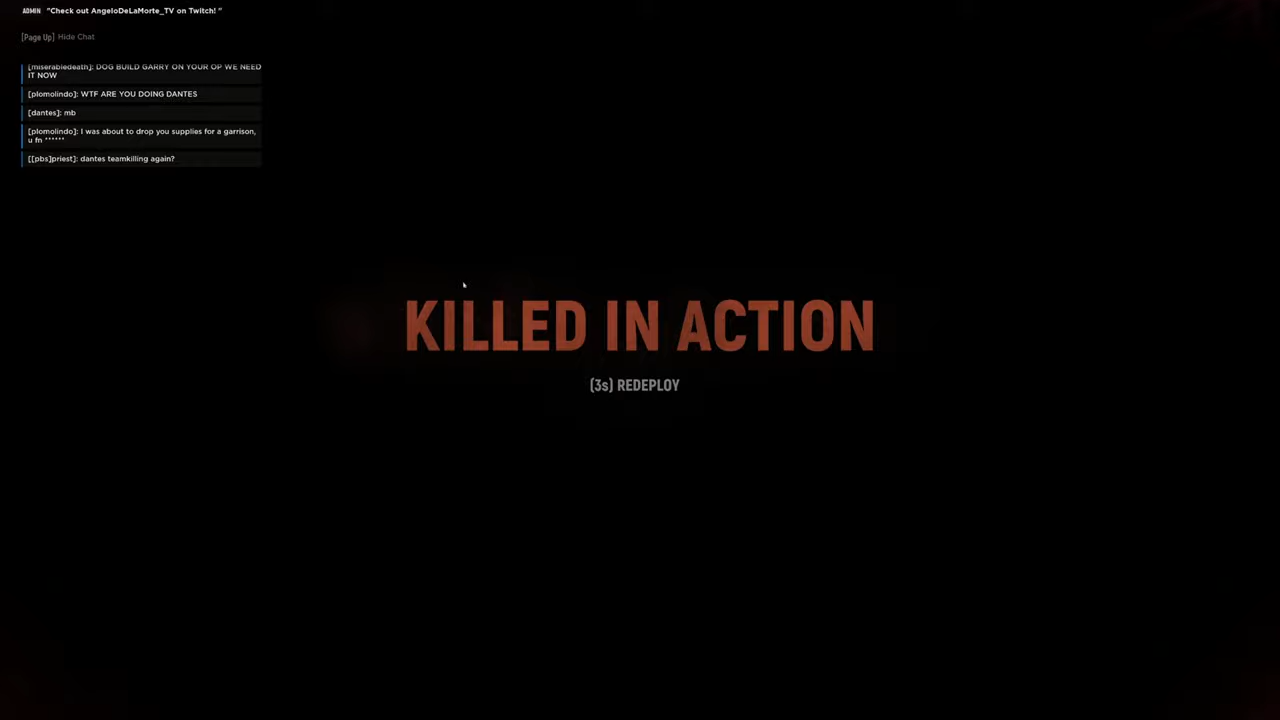 ADMIN "Check out AngeloDeLaMorte_TV on Twitch! "
[Page Up] Hide Chat
[miserabledeath]: DOG BUILD GARRY ON YOUR OP WE NEED
IT NOW
[plomolindo]: WTF ARE YOU DOING DANTES
[dantes]: mb
[plomolindo]: I was about to drop you supplies for a garrison,
u fn ******
[[pbs]priest]: dantes teamkilling again?
KILLED IN ACTION
(3s) REDEPLOY